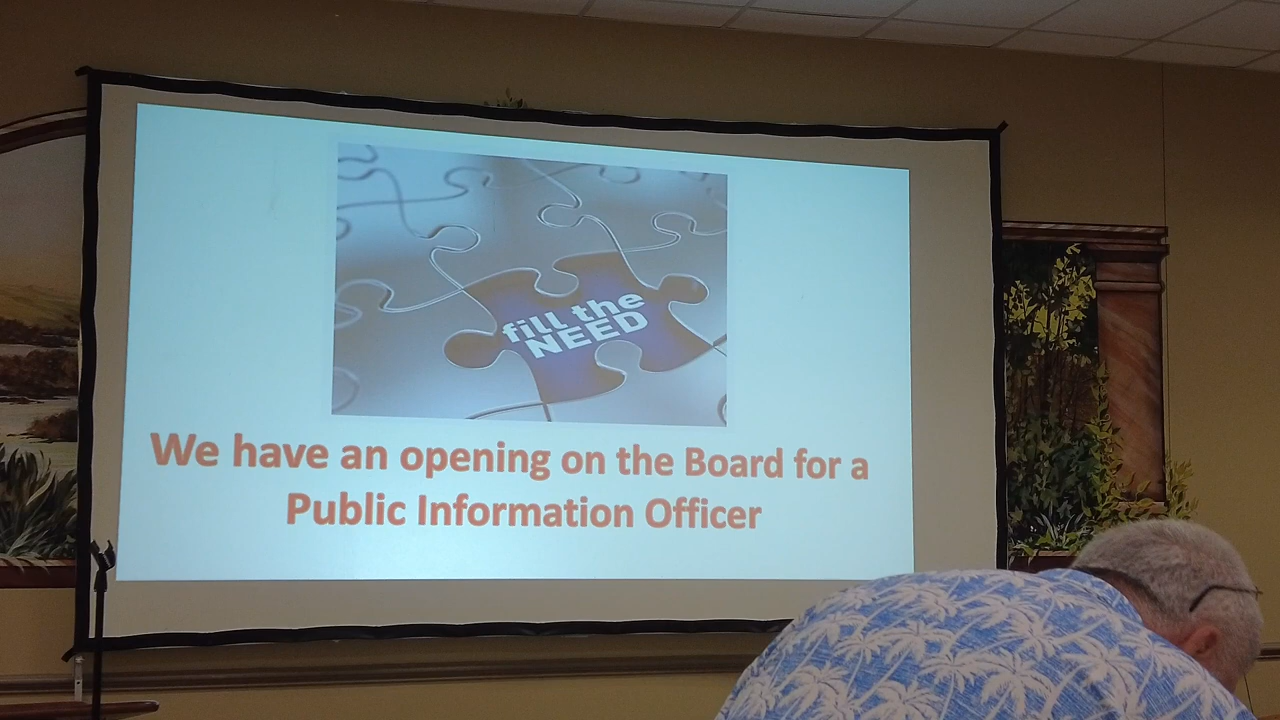 fill the
NEED
We have an opening on the Board for a
Public Information Officer